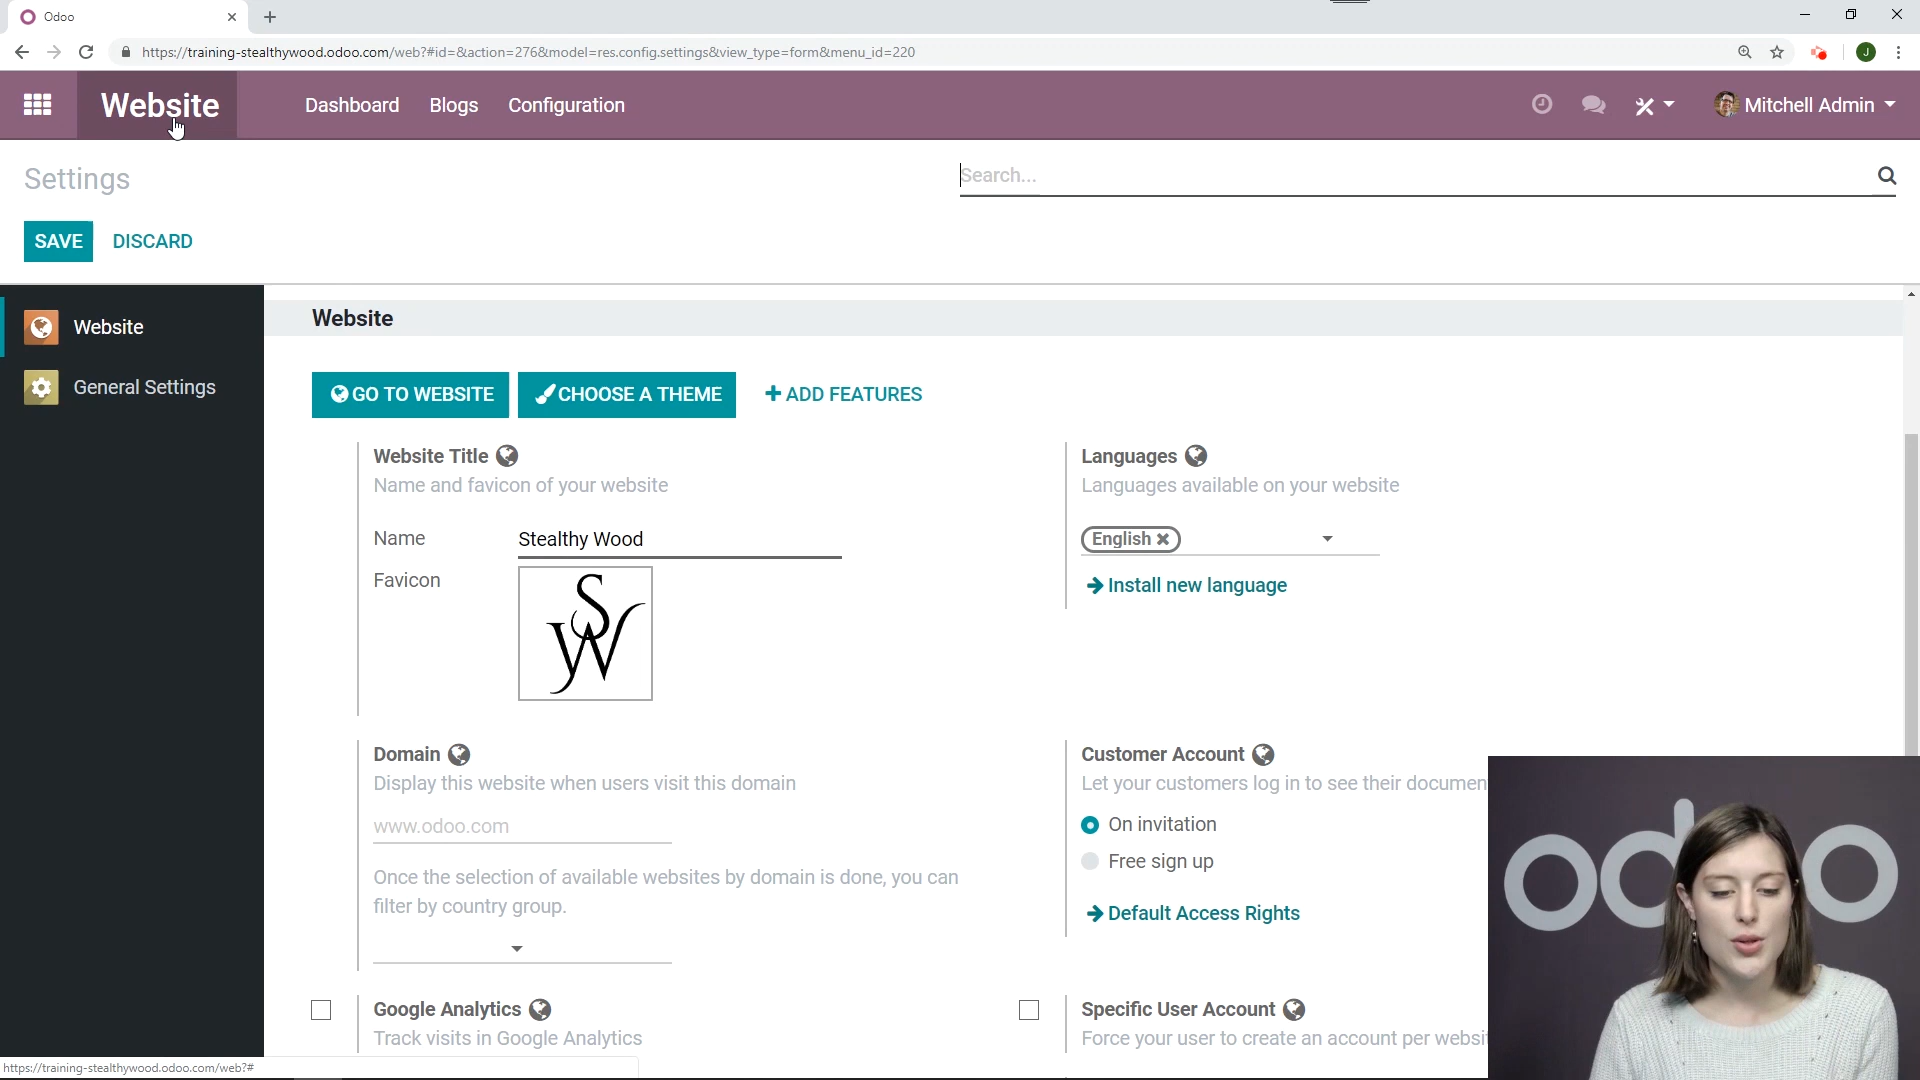 Odoo
https://training-stealthywood.odoo.com/web?#id=&action=276&model=res.config.settings&view_type=form&menu_id=220
J
Website
Dashboard
Blogs
Configuration
Mitchell Admin
Settings
Search...
SAVE
DISCARD
Website
General Settings
Website
GO TO WEBSITE
CHOOSE A THEME
ADD FEATURES
Website Title
Name and favicon of your website
Name
Stealthy Wood
Favicon
SW
Languages
Languages available on your website
English
Install new language
Domain
Display this website when users visit this domain
www.odoo.com
Once the selection of available websites by domain is done, you can
filter by country group.
Customer Account
Let your customers log in to see their documen
On invitation
Free sign up
Default Access Rights
Google Analytics
Track visits in Google Analytics
Specific User Account
Force your user to create an account per websi
https://training-stealthywood.odoo.com/web?#
odoo